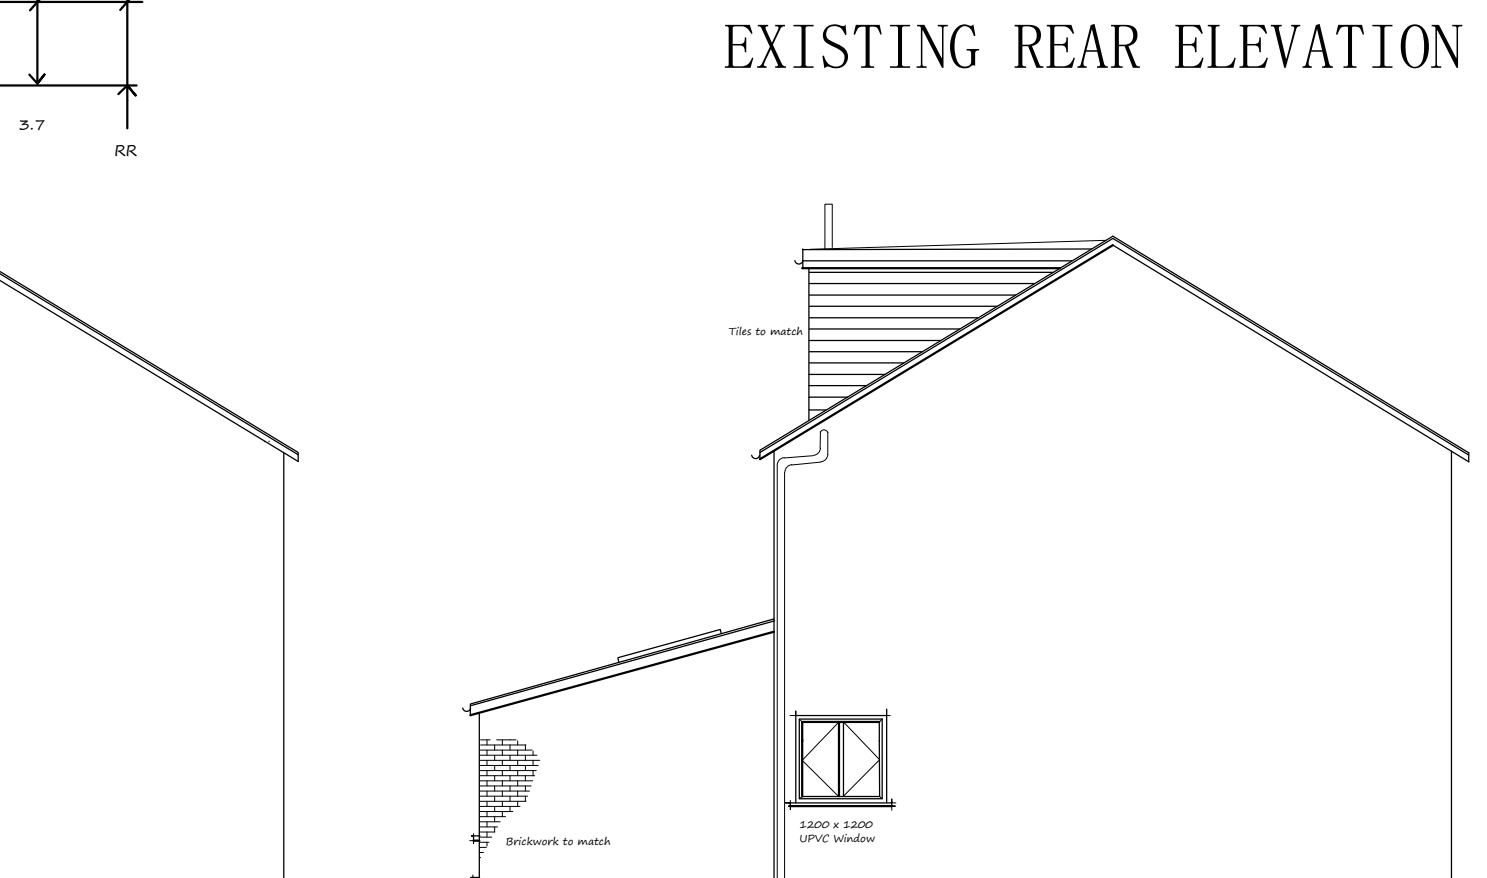 EXISTING REAR ELEVATION
3.7
RR
Tiles to match
1200 x 1200
UPVC Window
Brickwork to match